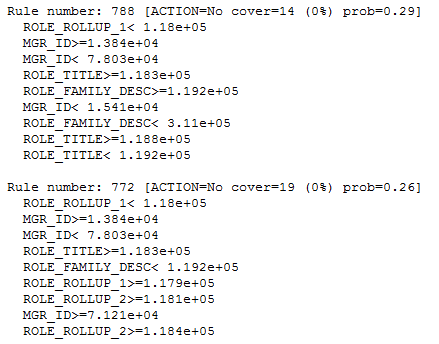 Rule number: 788 [ACTION=No cover=14 (0%) prob=0.29]
ROLE_ROLLUP_1< 1.18e+05
MGR_ID>=1.384e+04
MGR_ID< 7.803e+04
ROLE_TITLE>=1.183e+05
ROLE_FAMILY_DESC>=1.192e+05
MGR_ID< 1.541e+04
ROLE_FAMILY_DESC< 3.11e+05
ROLE_TITLE>=1.188e+05
ROLE_TITLE< 1.192e+05

Rule number: 772 [ACTION=No cover=19 (0%) prob=0.26]
ROLE_ROLLUP_1< 1.18e+05
MGR_ID>=1.384e+04
MGR_ID< 7.803e+04
ROLE_TITLE>=1.183e+05
ROLE_FAMILY_DESC< 1.192e+05
ROLE_ROLLUP_1>=1.179e+05
ROLE_ROLLUP_2>=1.181e+05
MGR_ID>=7.121e+04
ROLE_ROLLUP_2>=1.184e+05